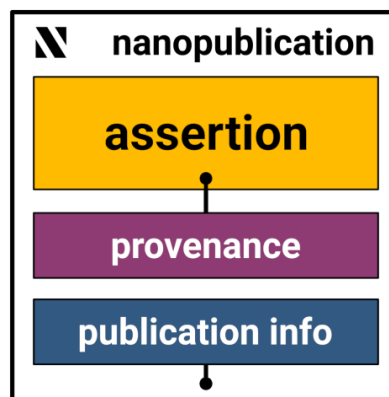 nanopublication
assertion
provenance
publication info